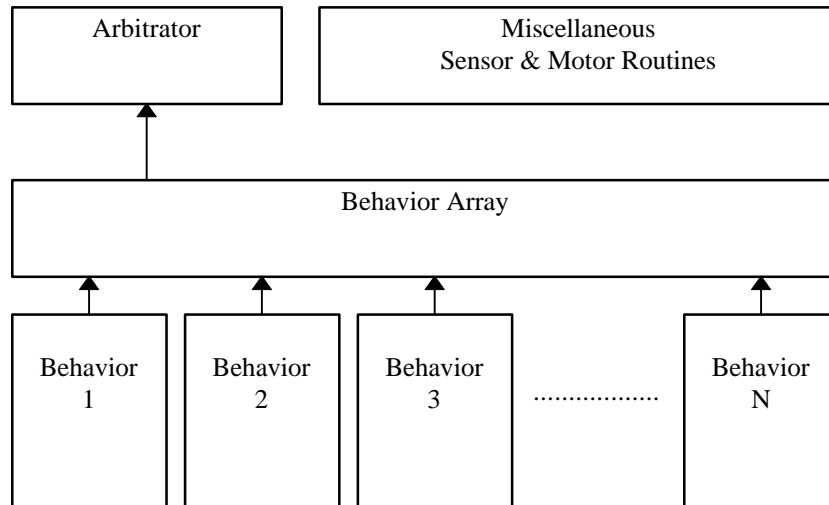 Arbitrator
Miscellaneous
Sensor & Motor Routines
Behavior Array
Behavior
1
Behavior
2
Behavior
3
..................
Behavior
N